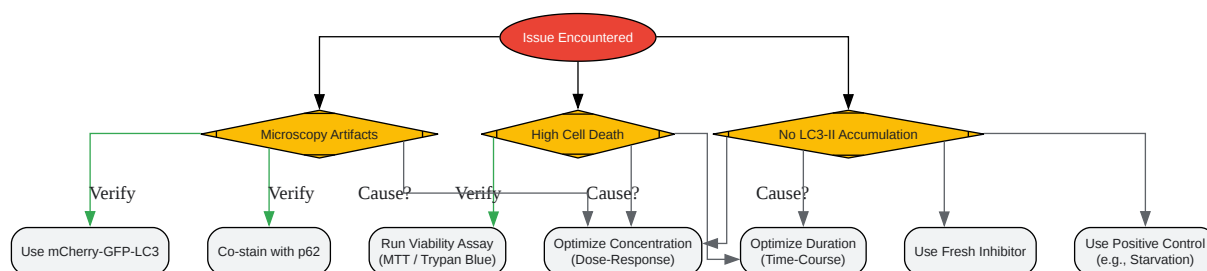 Issue Encountered
Microscopy Artifacts
High Cell Death
No LC3-II Accumulation
Verify
Verify
Cause?
Verify
Cause?
Cause?
Use mCherry-GFP-LC3
Co-stain with p62
Run Viability Assay
(MTT / Trypan Blue)
Optimize Concentration
(Dose-Response)
Optimize Duration
(Time-Course)
Use Fresh Inhibitor
Use Positive Control
(e.g., Starvation)